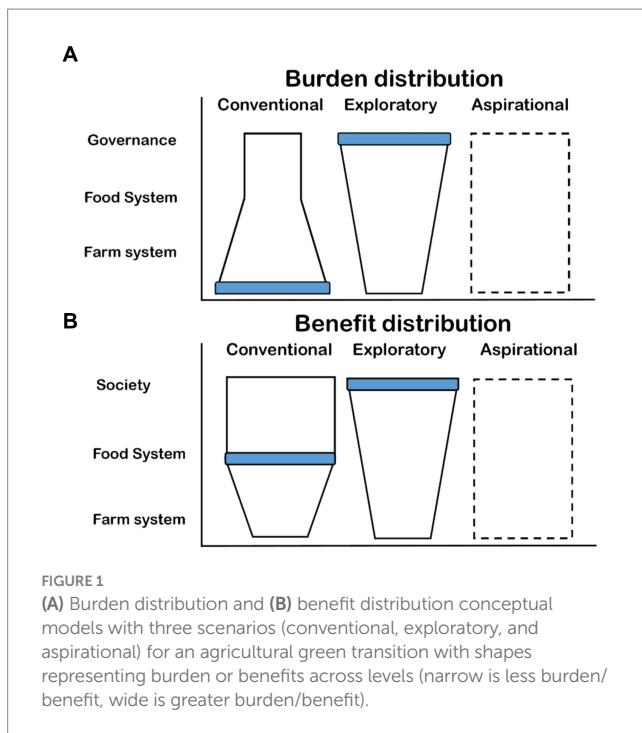 A
Burden distribution
Conventional Exploratory Aspirational
Governance
Food System
Farm system
B
Benefit distribution
Conventional Exploratory Aspirational
Society
Food System
Farm system
FIGURE 1
(A) Burden distribution and (B) benefit distribution conceptual
models with three scenarios (conventional, exploratory, and
aspirational) for an agricultural green transition with shapes
representing burden or benefits across levels (narrow is less burden/
benefit, wide is greater burden/benefit).